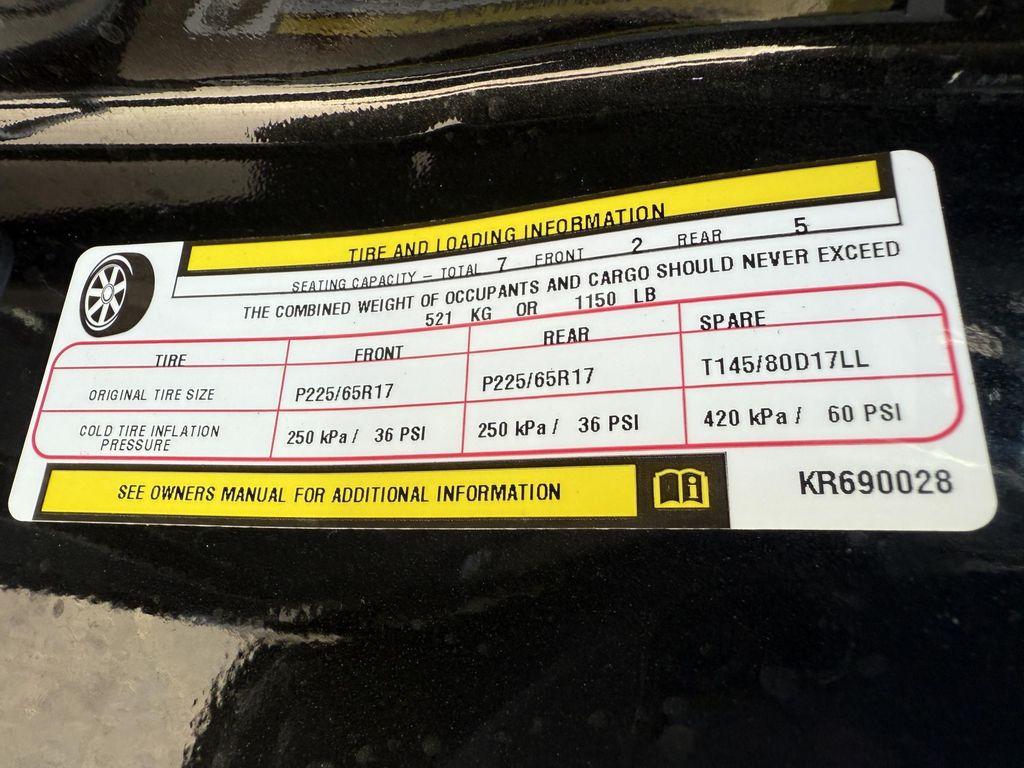 TIRE AND LOADING INFORMATION
SEATING CAPACITY – TOTAL 7 FRONT 2 REAR 5
THE COMBINED WEIGHT OF OCCUPANTS AND CARGO SHOULD NEVER EXCEED
521 KG OR 1150 LB
TIRE FRONT REAR SPARE
ORIGINAL TIRE SIZE P225/65R17 P225/65R17 T145/80D17LL
COLD TIRE INFLATION PRESSURE 250 kPa / 36 PSI 250 kPa / 36 PSI 420 kPa / 60 PSI
SEE OWNERS MANUAL FOR ADDITIONAL INFORMATION
KR690028